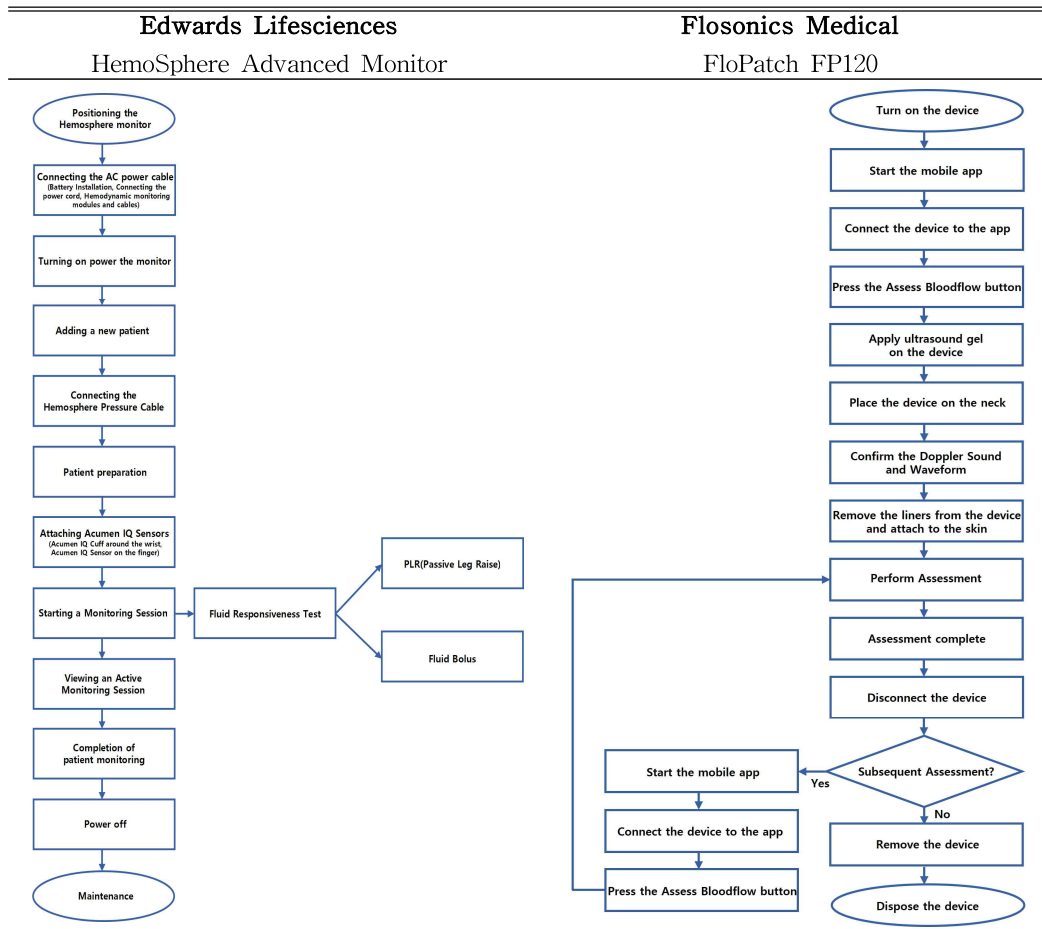 Edwards Lifesciences
HemoSphere Advanced Monitor
Positioning the
Hemosphere monitor
Connecting the AC power cable
(Battery Installation, Connecting the
power cord, Hemodynamic monitoring
modules and cables)
Turning on power the monitor
Adding a new patient
Connecting the
Hemosphere Pressure Cable
Patient preparation
Attaching Acumen IQ Sensors
(Acumen IQ Cuff around the wrist,
Acumen IQ Sensor on the finger)
Starting a Monitoring Session
Fluid Responsiveness Test
PLR(Passive Leg Raise)
Fluid Bolus
Viewing an Active
Monitoring Session
Completion of
patient monitoring
Power off
Maintenance
Flosonics Medical
FloPatch FP120
Turn on the device
Start the mobile app
Connect the device to the app
Press the Assess Bloodflow button
Apply ultrasound gel
on the device
Place the device on the neck
Confirm the Doppler Sound
and Waveform
Remove the liners from the device
and attach to the skin
Perform Assessment
Assessment complete
Disconnect the device
Subsequent Assessment?
Yes
Start the mobile app
Connect the device to the app
Press the Assess Bloodflow button
No
Remove the device
Dispose the device